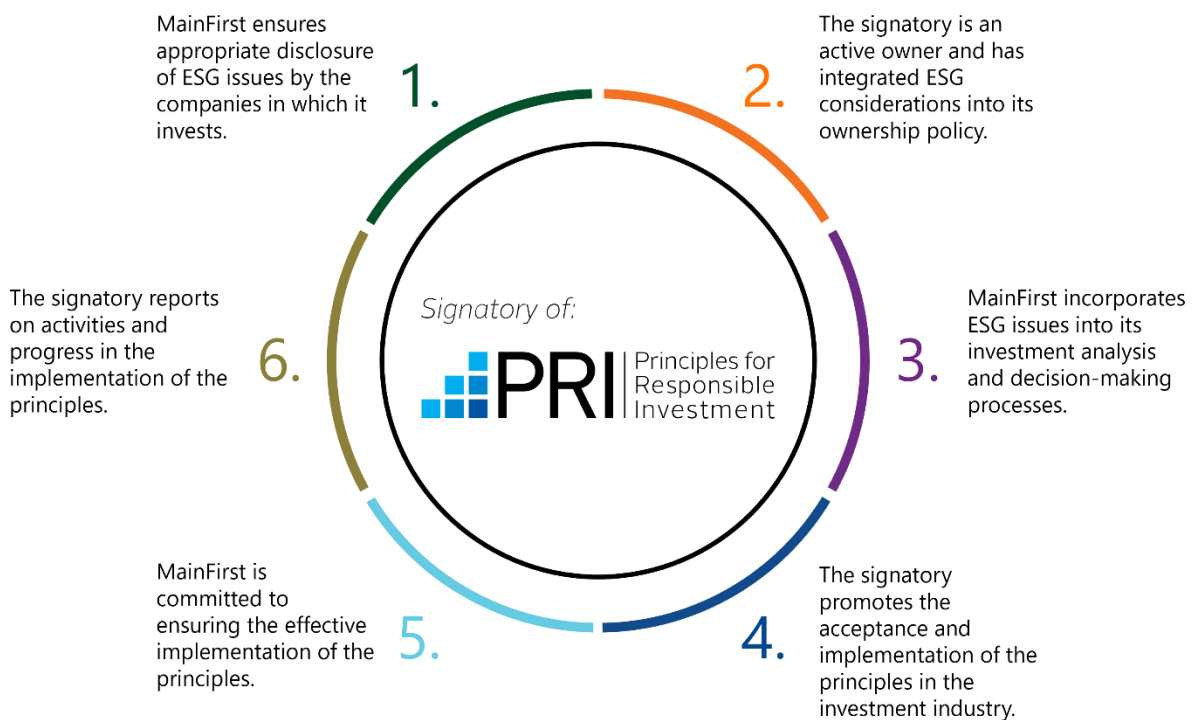 MainFirst ensures
appropriate disclosure
of ESG issues by the
companies in which it
invests.
1.
2.
The signatory is an
active owner and has
integrated ESG
considerations into its
ownership policy.
3.
MainFirst incorporates
ESG issues into its
investment analysis
and decision-making
processes.
4.
The signatory
promotes the
acceptance and
implementation of the
principles in the
investment industry.
5.
MainFirst is
committed to
ensuring the effective
implementation of the
principles.
6.
The signatory reports
on activities and
progress in the
implementation of the
principles.
Signatory of:
PRI
Principles for
Responsible
Investment